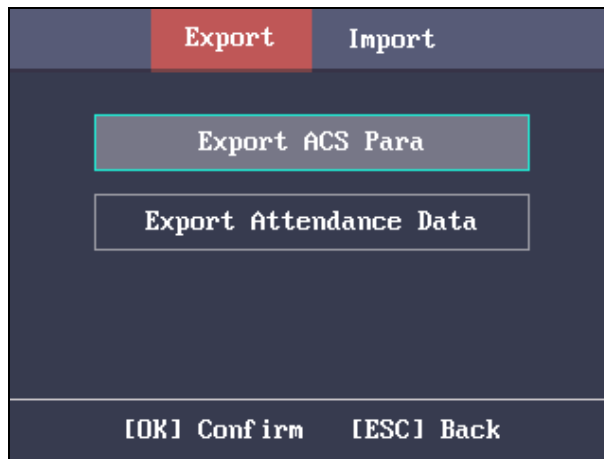 Export Import
Export ACS Para
Export Attendance Data
[OK] Confirm [ESC] Back